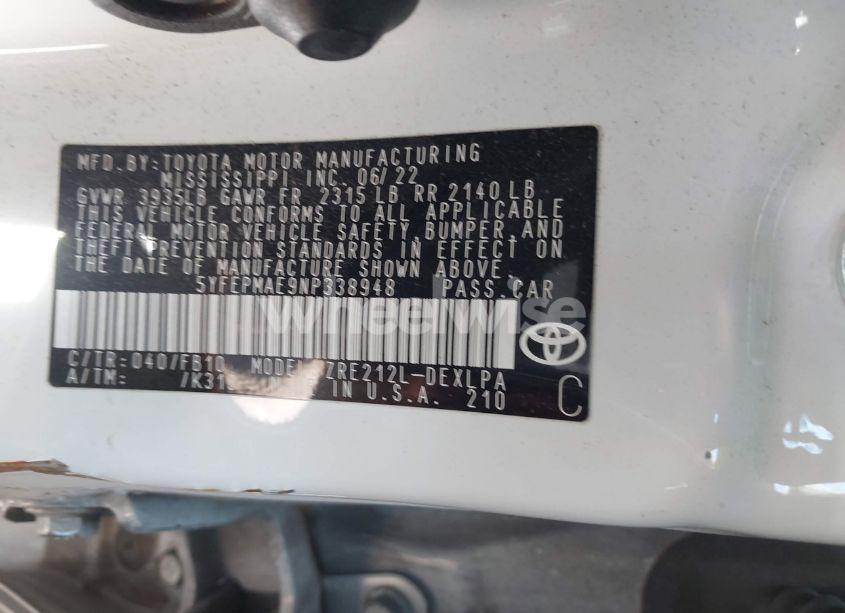 MFD. BY: TOYOTA MOTOR MANUFACTURING
MISSISSIPPI, INC. 06/22
GVWR 3935LB GAWR FR 2315 LB RR 2140 LB
THIS VEHICLE CONFORMS TO ALL APPLICABLE
FEDERAL MOTOR VEHICLE SAFETY, BUMPER, AND
THEFT PREVENTION STANDARDS IN EFFECT ON
THE DATE OF MANUFACTURE SHOWN ABOVE.
5YFEPMAE9NP338948 PASS. CAR
wheelwise
C/TR: 040/FB10 MODEL: ZRE212L-DEXLPA
A/TM: IN U.S.A. 210
C